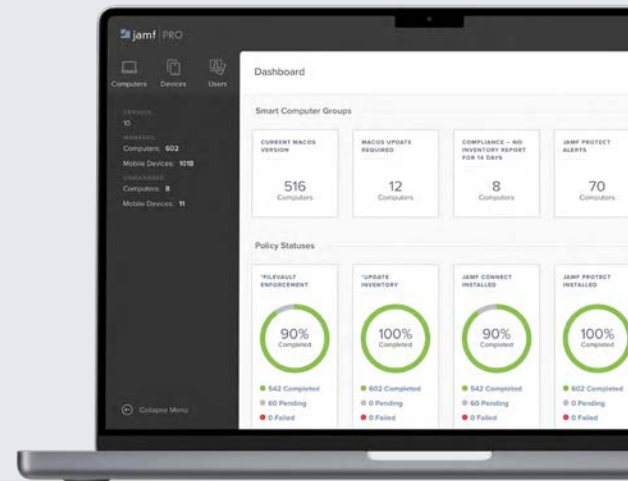 jamf PRO
Computers Devices Users
VERSION
10
MANAGED
Computers: 602
Mobile Devices: 1018
UNMANAGED
Computers: 8
Mobile Devices: 11
Collapse Menu
Dashboard
Smart Computer Groups
CURRENT MACOS
VERSION
516
Computers
MACOS UPDATE
REQUIRED
12
Computers
COMPLIANCE – NO
INVENTORY REPORT
FOR 14 DAYS
8
Computers
JAMF PROTECT
ALERTS
70
Computers
Policy Statuses
*FILEVAULT
ENFORCEMENT
90%
Completed
542 Completed
60 Pending
0 Failed
*UPDATE
INVENTORY
100%
Completed
602 Completed
0 Pending
0 Failed
JAMF CONNECT
INSTALLED
90%
Completed
542 Completed
60 Pending
0 Failed
JAMF PROTECT
INSTALLED
100%
Completed
602 Completed
0 Pending
0 Failed